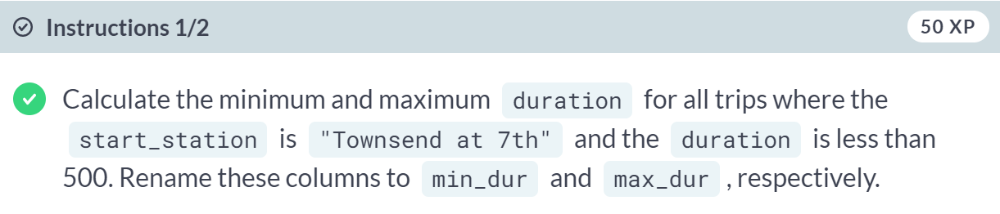 Instructions 1/2
50 XP
Calculate the minimum and maximum duration for all trips where the
start_station is "Townsend at 7th" and the duration is less than
500. Rename these columns to min_dur and max_dur , respectively.